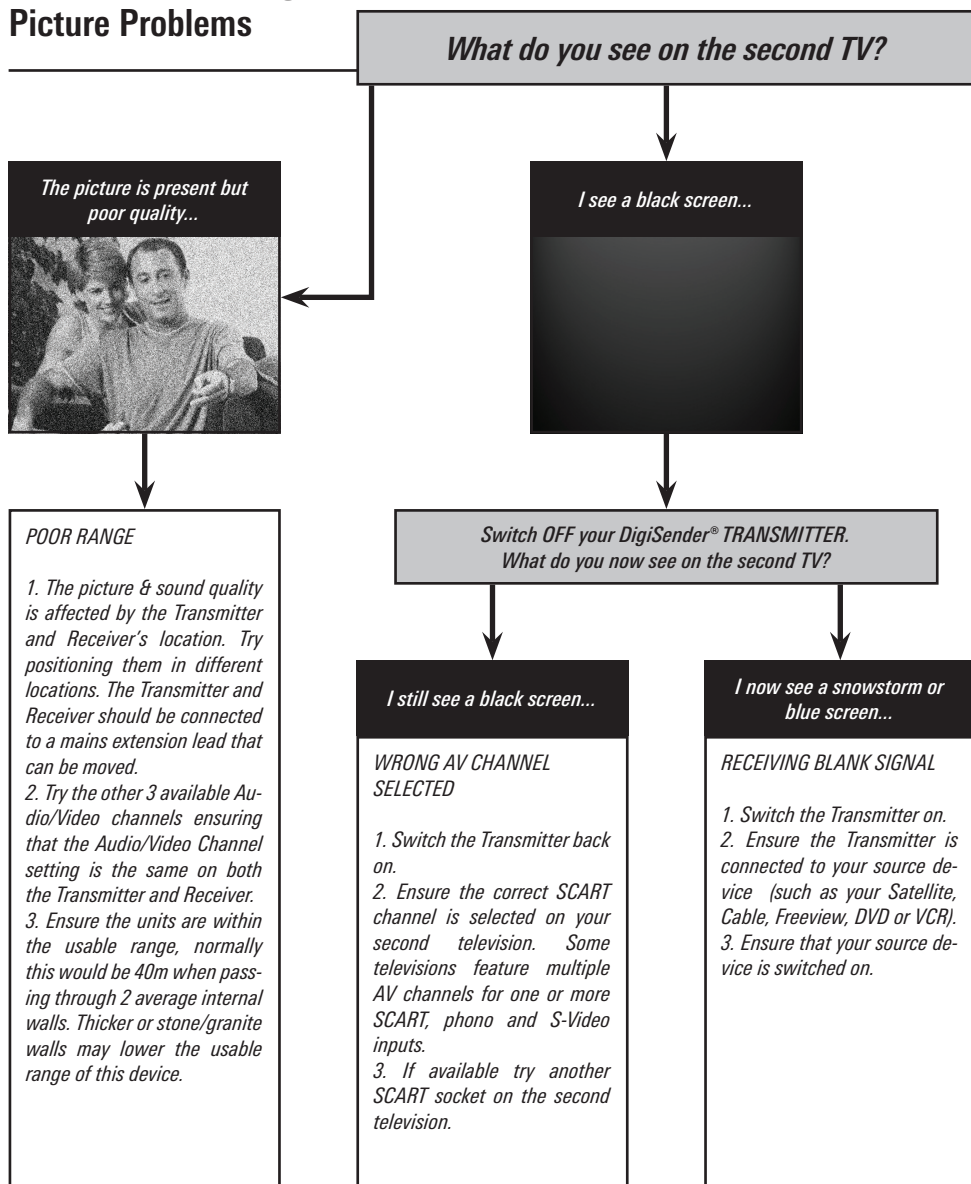 Picture Problems
What do you see on the second TV?
The picture is present but
poor quality...
I see a black screen...
POOR RANGE
1. The picture & sound quality
is affected by the Transmitter
and Receiver's location. Try
positioning them in different
locations. The Transmitter and
Receiver should be connected
to a mains extension lead that
can be moved.
2. Try the other 3 available Au-
dio/Video channels ensuring
that the Audio/Video Channel
setting is the same on both
the Transmitter and Receiver.
3. Ensure the units are within
the usable range, normally
this would be 40m when pass-
ing through 2 average internal
walls. Thicker or stone/granite
walls may lower the usable
range of this device.
Switch OFF your DigiSender® TRANSMITTER.
What do you now see on the second TV?
I still see a black screen...
WRONG AV CHANNEL
SELECTED
1. Switch the Transmitter back
on.
2. Ensure the correct SCART
channel is selected on your
second television. Some
televisions feature multiple
AV channels for one or more
SCART, phono and S-Video
inputs.
3. If available try another
SCART socket on the second
television.
I now see a snowstorm or
blue screen...
RECEIVING BLANK SIGNAL
1. Switch the Transmitter on.
2. Ensure the Transmitter is
connected to your source de-
vice (such as your Satellite,
Cable, Freeview, DVD or VCR).
3. Ensure that your source de-
vice is switched on.